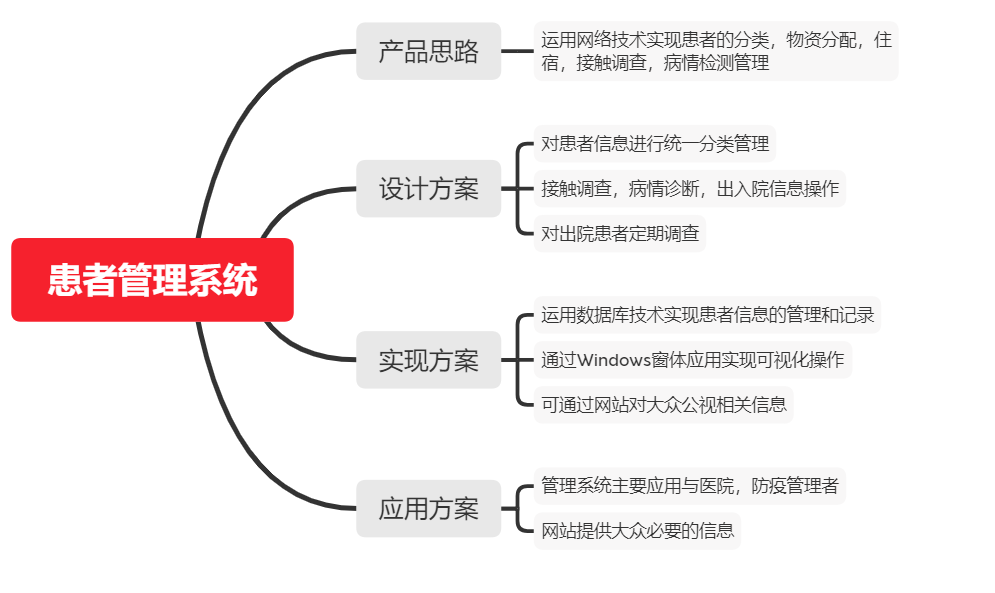 患者管理系统
产品思路
运用网络技术实现患者的分类，物资分配，住
宿，接触调查，病情检测管理
设计方案
对患者信息进行统一分类管理
接触调查，病情诊断，出入院信息操作
对出院患者定期调查
实现方案
运用数据库技术实现患者信息的管理和记录
通过Windows窗体应用实现可视化操作
可通过网站对大众公视相关信息
应用方案
管理系统主要应用与医院，防疫管理者
网站提供大众必要的信息